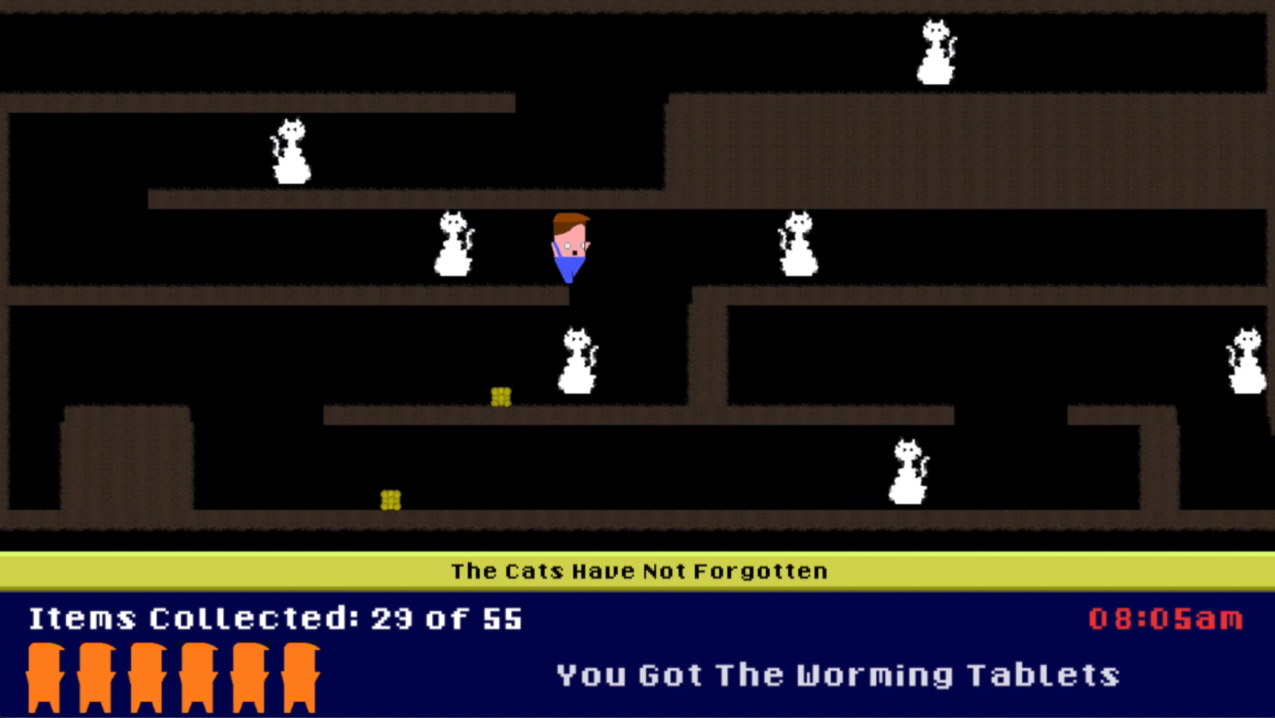 The Cats Have Not Forgotten
Items Collected: 29 of 55
08:05am
You Got The Worming Tablets